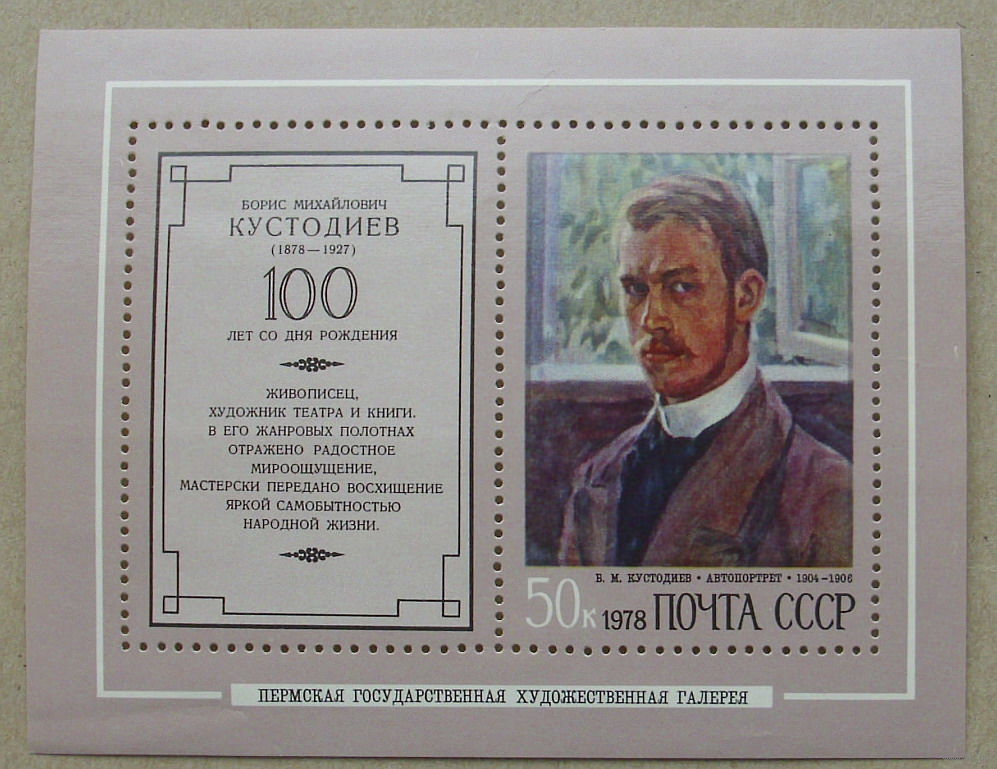 БОРИС МИХАЙЛОВИЧ
КУСТОДИЕВ
(1878—1927)
100
ЛЕТ СО ДНЯ РОЖДЕНИЯ
ЖИВОПИСЕЦ,
ХУДОЖНИК ТЕАТРА И КНИГИ.
В ЕГО ЖАНРОВЫХ ПОЛОТНАХ
ОТРАЖЕНО РАДОСТНОЕ
МИРООЩУЩЕНИЕ,
МАСТЕРСКИ ПЕРЕДАНО ВОСХИЩЕНИЕ
ЯРКОЙ САМОБЫТНОСТЬЮ
НАРОДНОЙ ЖИЗНИ.
Б. М. КУСТОДИЕВ • АВТОПОРТРЕТ • 1904–1906
50к 1978 ПОЧТА СССР
ПЕРМСКАЯ ГОСУДАРСТВЕННАЯ ХУДОЖЕСТВЕННАЯ ГАЛЕРЕЯ